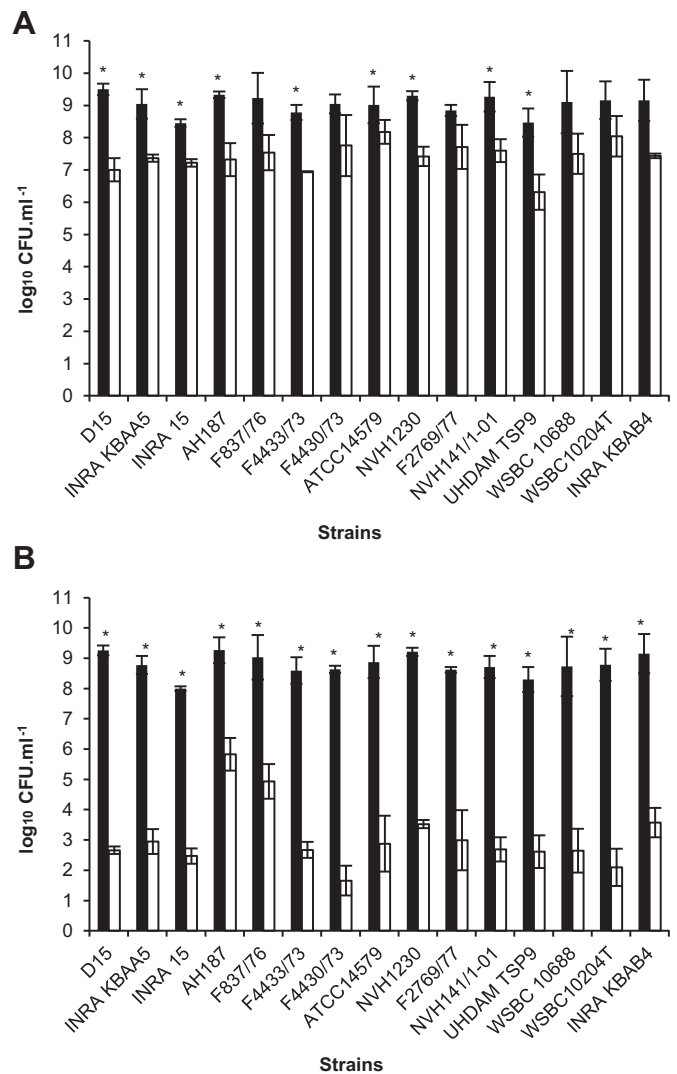 A
11
10
9
8
7
6
5
4
3
2
1
0
log10 CFU.ml-1
* * * * * * * * *
D15
INRA KBAA5
INRA 15
AH187
F837/76
F4433/73
F4430/73
ATCC14579
NVH1230
F2769/77
NVH141/1-01
UHDAM TSP9
WSBC 10688
WSBC10204T
INRA KBAB4
Strains
B
11
10
9
8
7
6
5
4
3
2
1
0
log10 CFU.ml-1
* * * * * * * * * * * * * * *
D15
INRA KBAA5
INRA 15
AH187
F837/76
F4433/73
F4430/73
ATCC14579
NVH1230
F2769/77
NVH141/1-01
UHDAM TSP9
WSBC 10688
WSBC10204T
INRA KBAB4
Strains